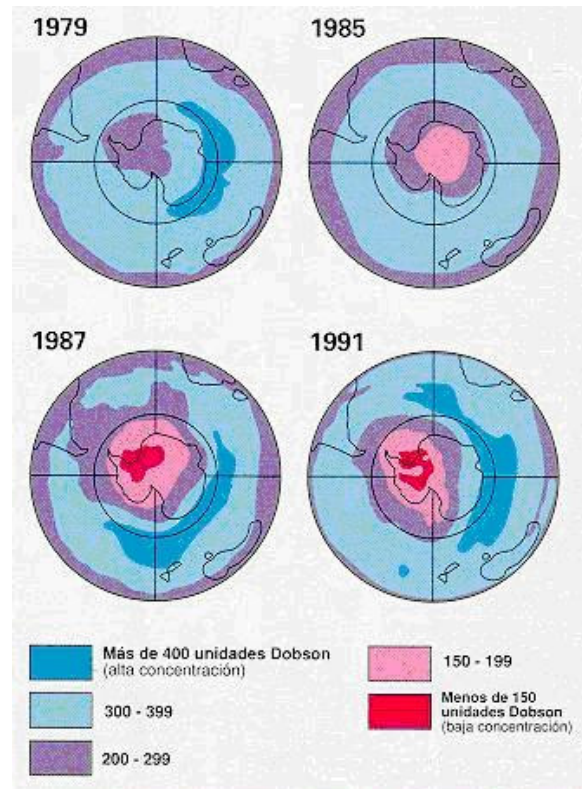 1979
1985
1987
1991
Más de 400 unidades Dobson
(alta concentración)
300 - 399
200 - 299
150 - 199
Menos de 150
unidades Dobson
(baja concentración)